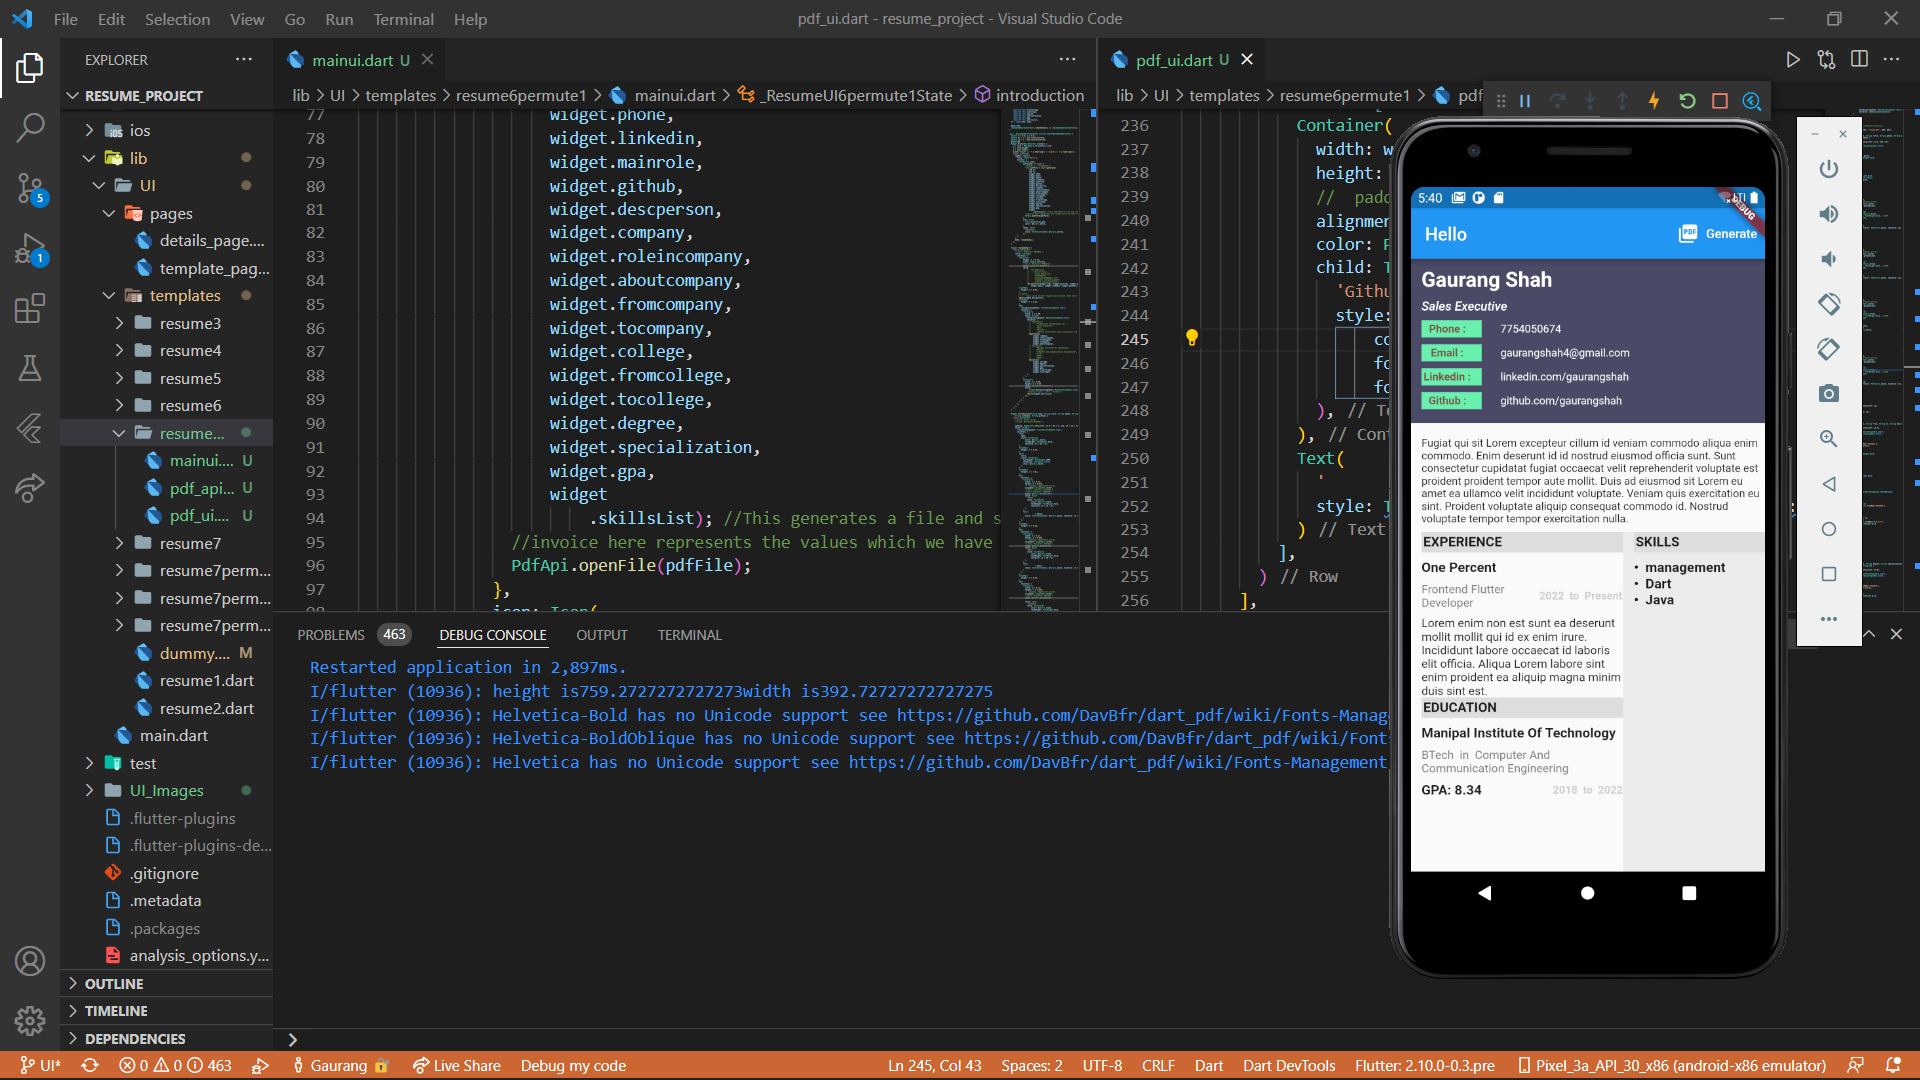 File Edit Selection View Go Run Terminal Help
pdf_ui.dart - resume_project - Visual Studio Code
EXPLORER
RESUME_PROJECT
ios
lib
UI
pages
details_page....
template_pag...
templates
resume3
resume4
resume5
resume6
resume...
mainui.... U
pdf_api... U
pdf_ui.... U
resume7
resume7perm...
resume7perm...
resume7perm...
dummy.... M
resume1.dart
resume2.dart
main.dart
test
UI_Images
.flutter-plugins
.flutter-plugins-de...
.gitignore
.metadata
.packages
analysis_options.y...
OUTLINE
TIMELINE
DEPENDENCIES
5
1
mainui.dart U
lib > UI > templates > resume6permute1 > mainui.dart > _ResumeUI6permute1State > introduction
77 widget.phone,
78 widget.linkedin,
79 widget.mainrole,
80 widget.github,
81 widget.descperson,
82 widget.company,
83 widget.roleincompany,
84 widget.aboutcompany,
85 widget.fromcompany,
86 widget.tocompany,
87 widget.college,
88 widget.fromcollege,
89 widget.tocollege,
90 widget.degree,
91 widget.specialization,
92 widget.gpa,
93 widget
94 .skillsList); //This generates a file and s
95 //invoice here represents the values which we have
96 PdfApi.openFile(pdfFile);
97 },
98 icon: Icon(
pdf_ui.dart U
lib > UI > templates > resume6permute1 > pdf
236 Container(
237 width: w
238 height:
239 // padd
240 alignmen
241 color: P
242 child: T
243 'Githu
244 style:
245 co
246 fo
247 fo
248 ), // Te
249 ), // Cont
250 Text(
251 '
252 style: T
253 ) // Text
254 ],
255 ) // Row
256 ],
PROBLEMS 463 DEBUG CONSOLE OUTPUT TERMINAL
Restarted application in 2,897ms.
I/flutter (10936): height is759.2727272727273width is392.72727272727275
I/flutter (10936): Helvetica-Bold has no Unicode support see https://github.com/DavBfr/dart_pdf/wiki/Fonts-Manage
I/flutter (10936): Helvetica-BoldOblique has no Unicode support see https://github.com/DavBfr/dart_pdf/wiki/Font
I/flutter (10936): Helvetica has no Unicode support see https://github.com/DavBfr/dart_pdf/wiki/Fonts-Management
5:40
DEBUG
Hello
PDF Generate
Gaurang Shah
Sales Executive
Phone : 7754050674
Email : gaurangshah4@gmail.com
Linkedin : linkedin.com/gaurangshah
Github : github.com/gaurangshah
Fugiat qui sit Lorem excepteur cillum id veniam commodo aliqua enim
commodo. Enim deserunt id id nostrud eiusmod officia sunt. Sunt
consectetur cupidatat fugiat occaecat velit reprehenderit voluptate est
proident proident tempor aute mollit. Duis ad eiusmod sit Lorem eu
amet ea ullamco velit incididunt voluptate. Veniam quis exercitation eu
sint. Proident voluptate aliquip consequat commodo id. Nostrud
voluptate tempor tempor exercitation nulla.
EXPERIENCE
One Percent
Frontend Flutter
Developer
2022 to Present
Lorem enim non est sunt ea deserunt
mollit mollit qui id ex enim irure.
Incididunt labore occaecat id laboris
elit officia. Aliqua Lorem labore sint
enim proident ea aliquip magna minim
duis sint est.
EDUCATION
Manipal Institute Of Technology
BTech in Computer And
Communication Engineering
GPA: 8.34
2018 to 2022
SKILLS
• management
• Dart
• Java
UI* 0 0 463 Gaurang Live Share Debug my code
Ln 245, Col 43 Spaces: 2 UTF-8 CRLF Dart Dart DevTools Flutter: 2.10.0-0.3.pre Pixel_3a_API_30_x86 (android-x86 emulator)